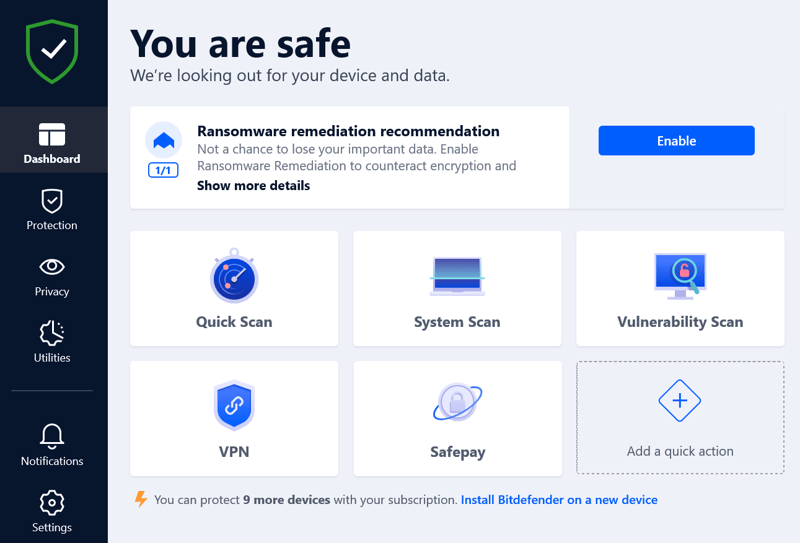 You are safe
We're looking out for your device and data.
Dashboard
Protection
Privacy
Utilities
Notifications
Settings
Ransomware remediation recommendation
Not a chance to lose your important data. Enable
Ransomware Remediation to counteract encryption and
1/1
Show more details
Enable
Quick Scan
System Scan
Vulnerability Scan
VPN
Safepay
Add a quick action
You can protect 9 more devices with your subscription. Install Bitdefender on a new device